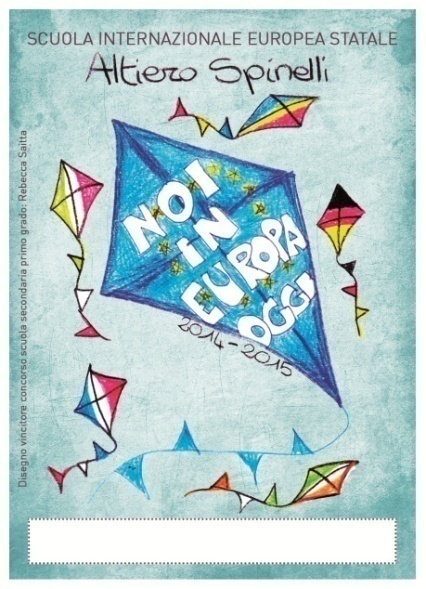 SCUOLA INTERNAZIONALE EUROPEA STATALE
Altiero Spinelli
NOI
IN
EUROPA
OGGI
2014-2015
Disegno vincitore concorso scuola secondaria primo grado: Rebecca Saitta